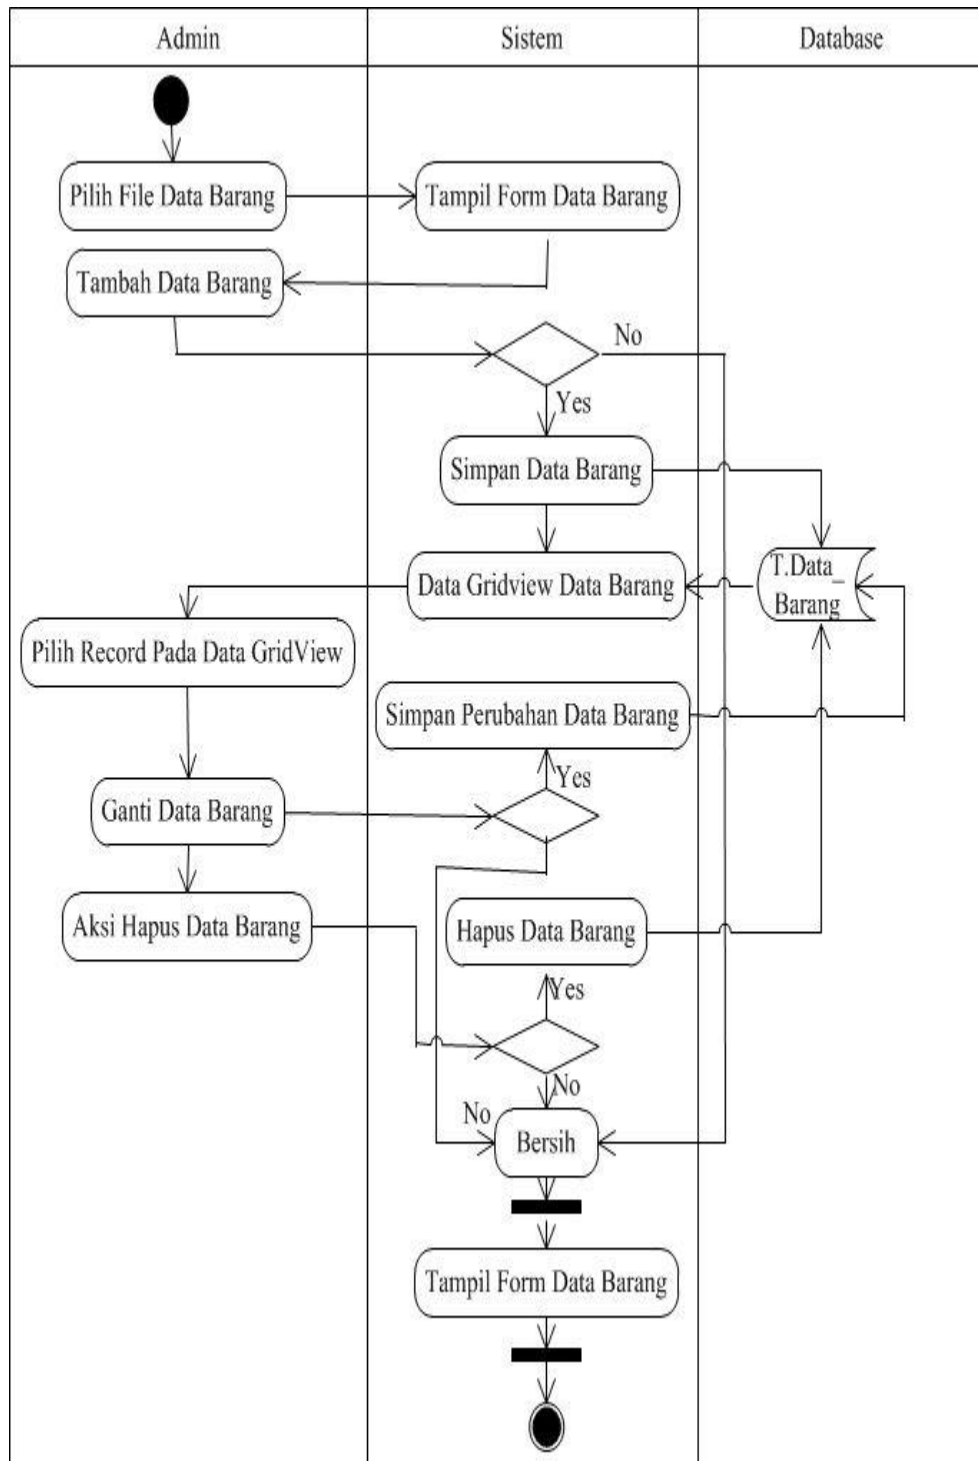 Admin
Sistem
Database
Pilih File Data Barang
Tampil Form Data Barang
Tambah Data Barang
No
Yes
Simpan Data Barang
Data Gridview Data Barang
T.Data_
Barang
Pilih Record Pada Data GridView
Simpan Perubahan Data Barang
Yes
Ganti Data Barang
Aksi Hapus Data Barang
Hapus Data Barang
Yes
No
No
Bersih
Tampil Form Data Barang